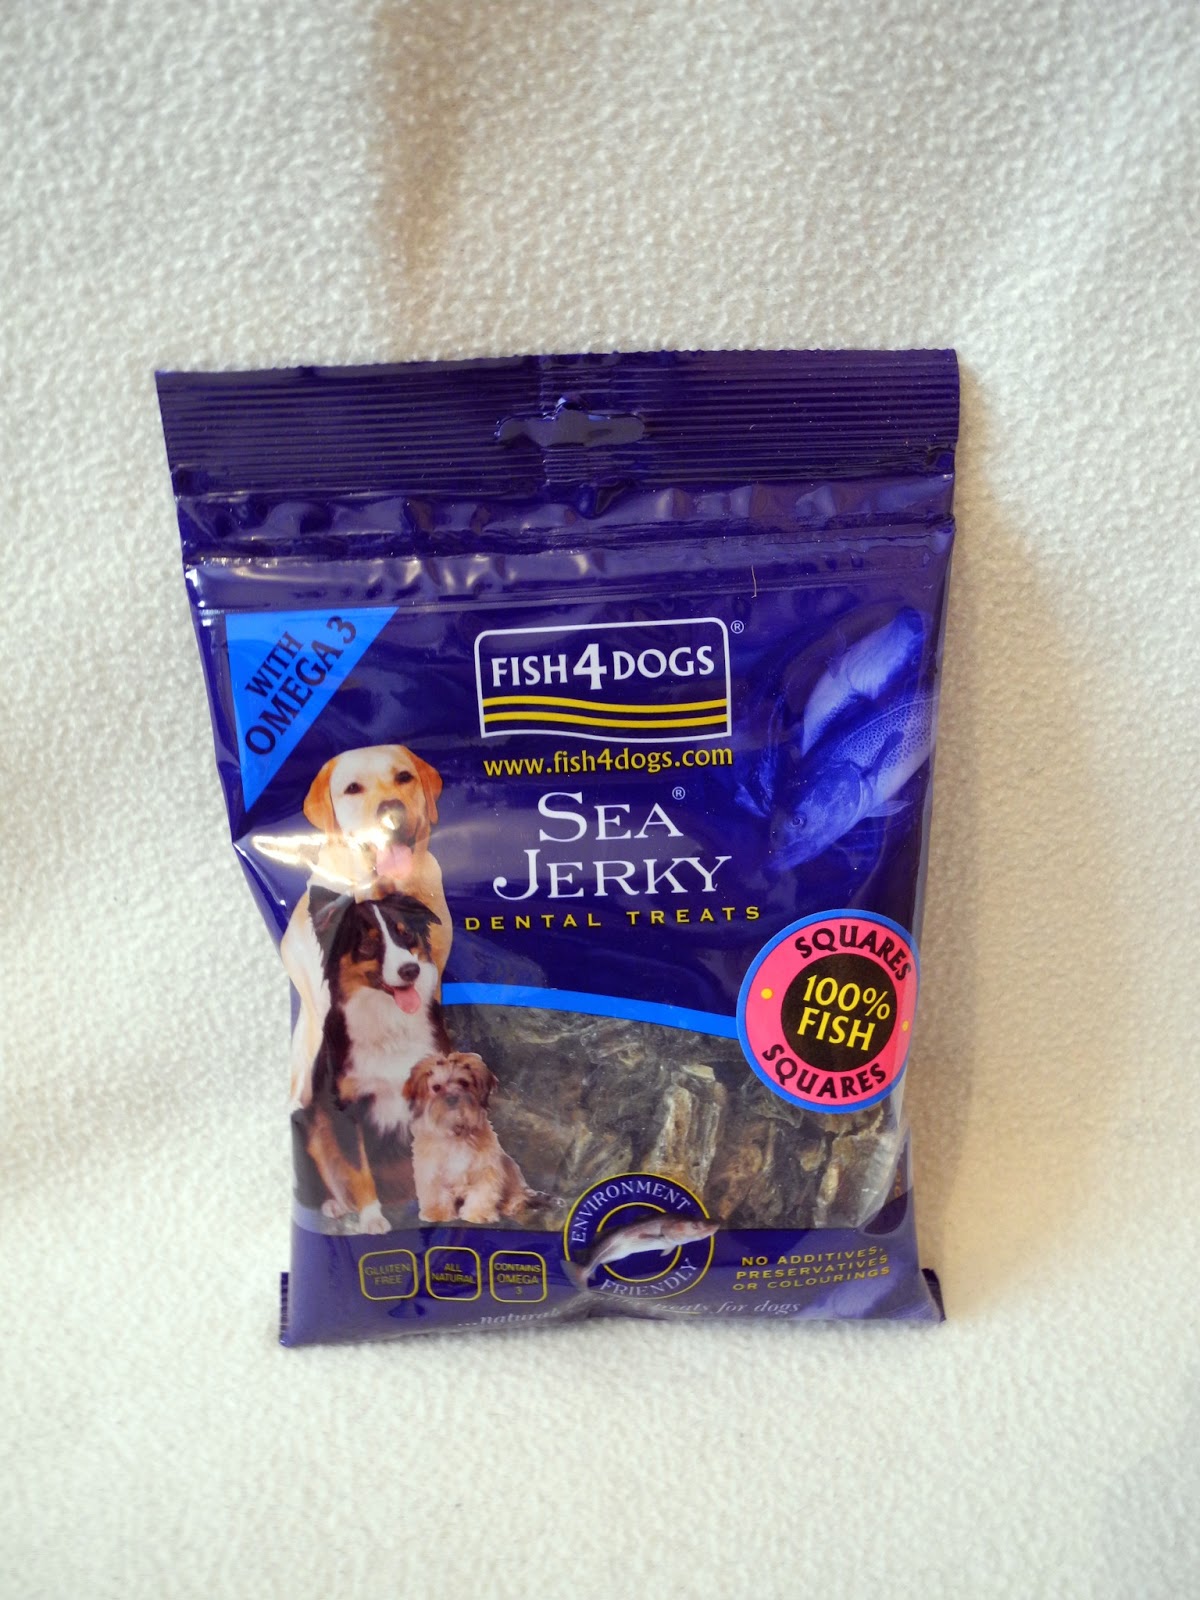 WITH
OMEGA 3
FISH4DOGS®
www.fish4dogs.com
SEA®
JERKY
DENTAL TREATS
SQUARES
100%
FISH
SQUARES
ENVIRONMENT
FRIENDLY
GLUTEN
FREE
ALL
NATURAL
CONTAINS
OMEGA
3
NO ADDITIVES,
PRESERVATIVES
OR COLOURINGS
...natural treats for dogs